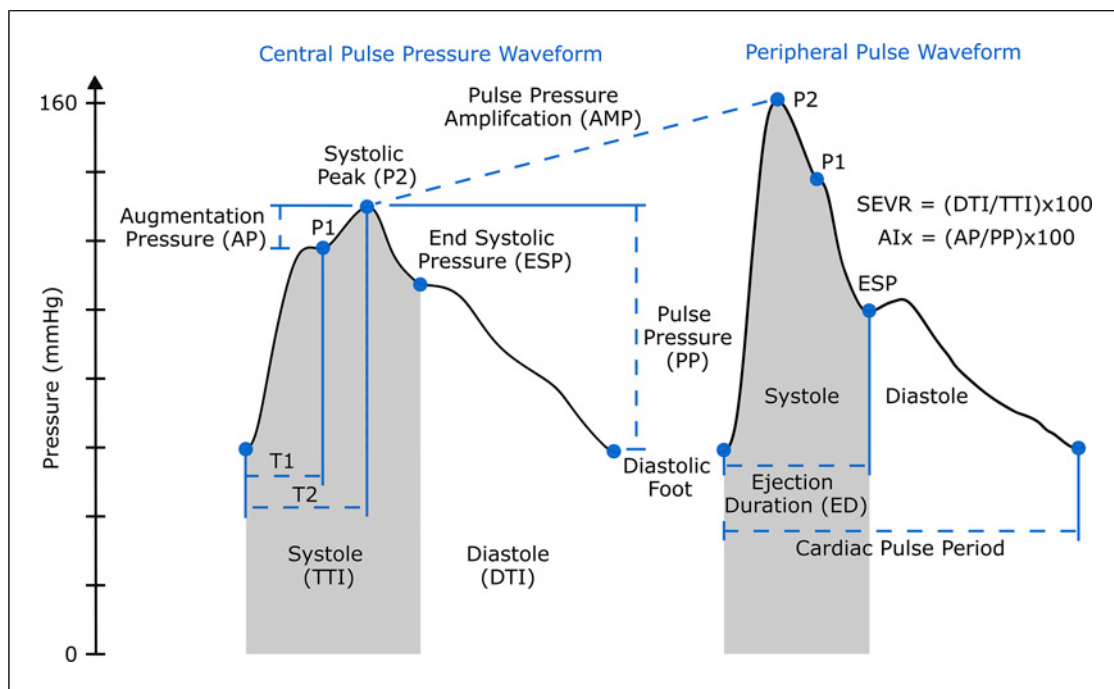 Central Pulse Pressure Waveform
Peripheral Pulse Waveform
160
Pulse Pressure
Amplifcation (AMP)
P2
Systolic
Peak (P2)
P1
Augmentation
Pressure (AP)
P1
SEVR = (DTI/TTI)x100
AIx = (AP/PP)x100
End Systolic
Pressure (ESP)
ESP
Pulse
Pressure
(PP)
Pressure (mmHg)
Systole
Diastole
T1
Diastolic
Foot
T2
Ejection
Duration (ED)
Cardiac Pulse Period
Systole
(TTI)
Diastole
(DTI)
0